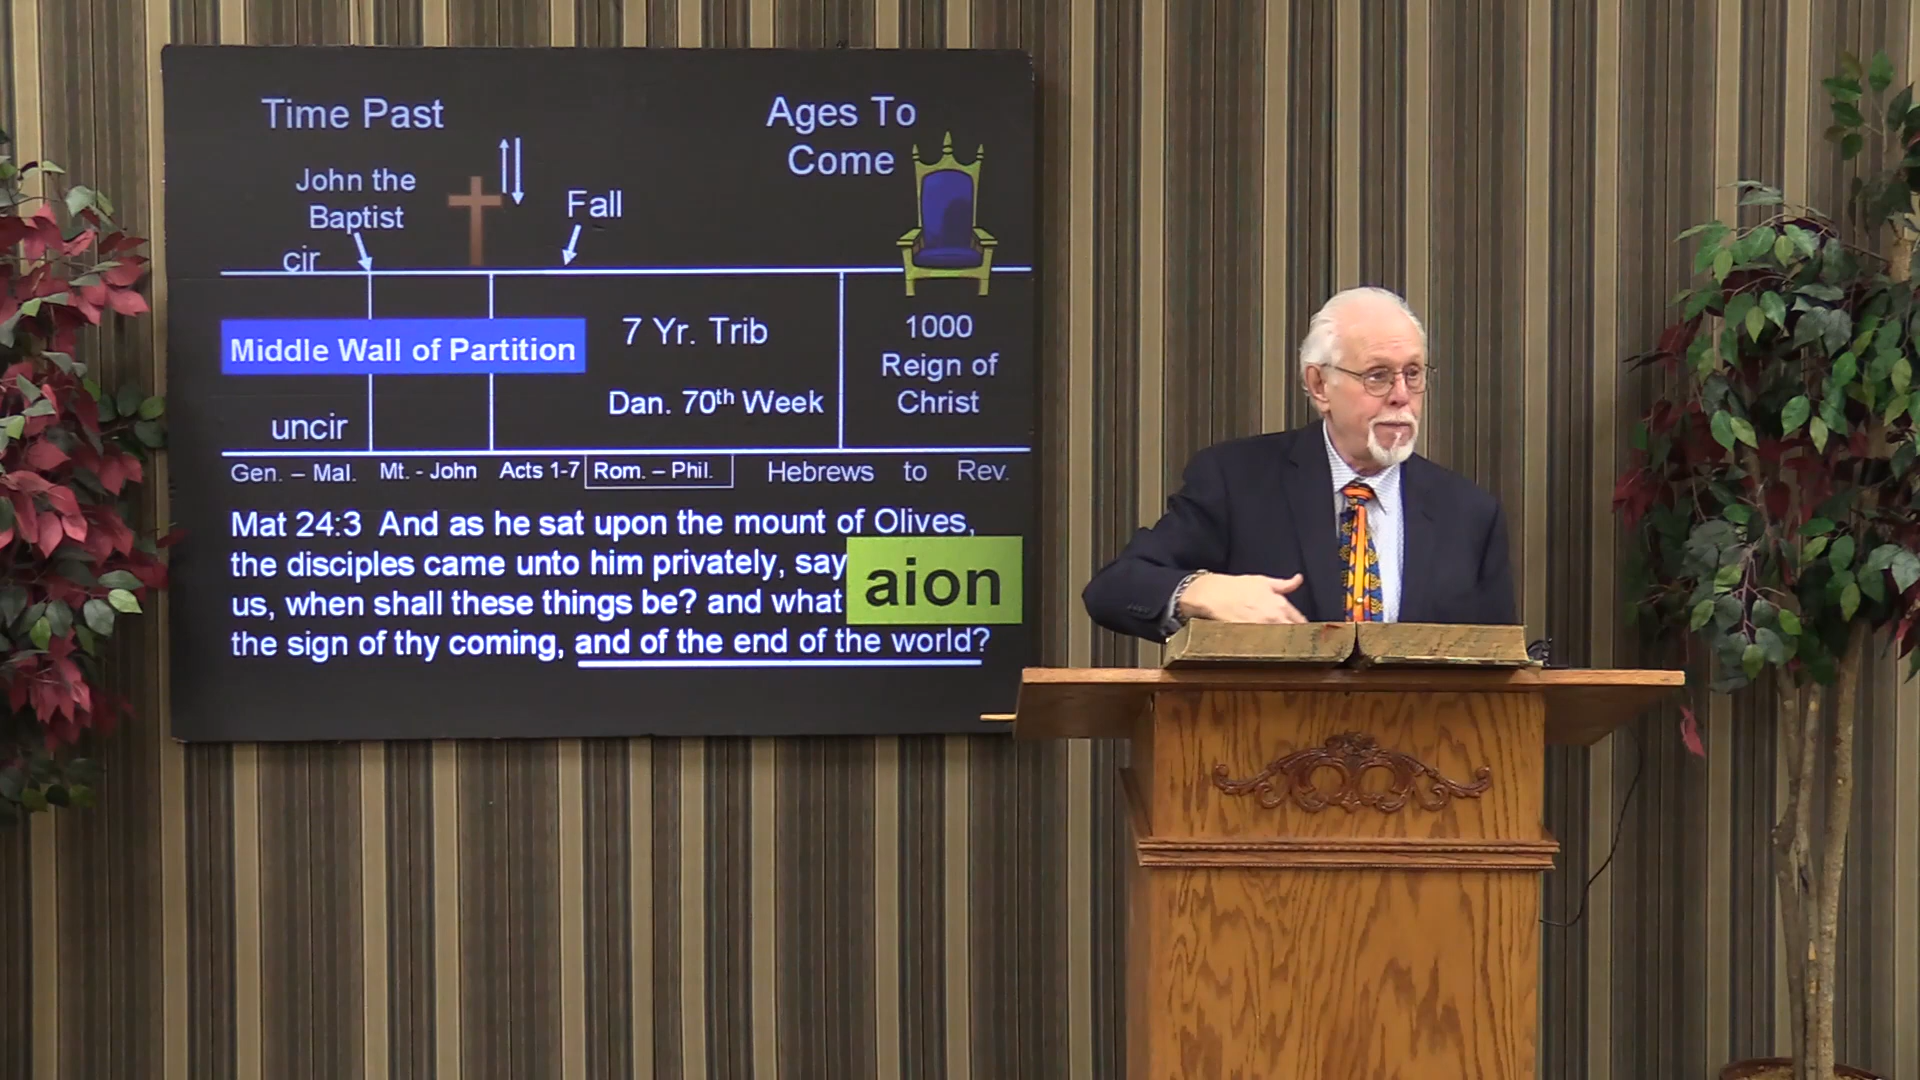 Time Past
Ages To
Come
John the
Baptist
Fall
cir
Middle Wall of Partition
7 Yr. Trib
1000
Reign of
Christ
Dan. 70th Week
uncir
Gen. – Mal. Mt. - John Acts 1-7 Rom. – Phil. Hebrews to Rev.
Mat 24:3 And as he sat upon the mount of Olives,
the disciples came unto him privately, say
aion
us, when shall these things be? and what
the sign of thy coming, and of the end of the world?